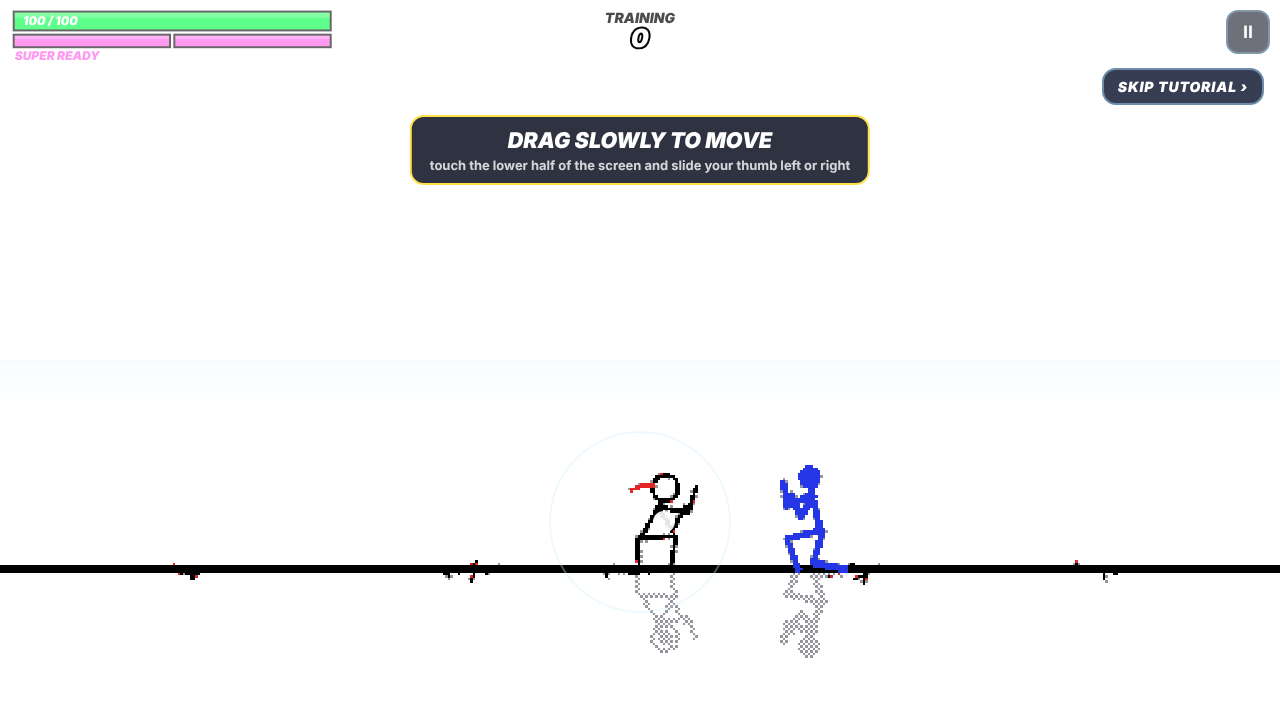 100 / 100
SUPER READY
TRAINING
0
SKIP TUTORIAL ›
DRAG SLOWLY TO MOVE
touch the lower half of the screen and slide your thumb left or right